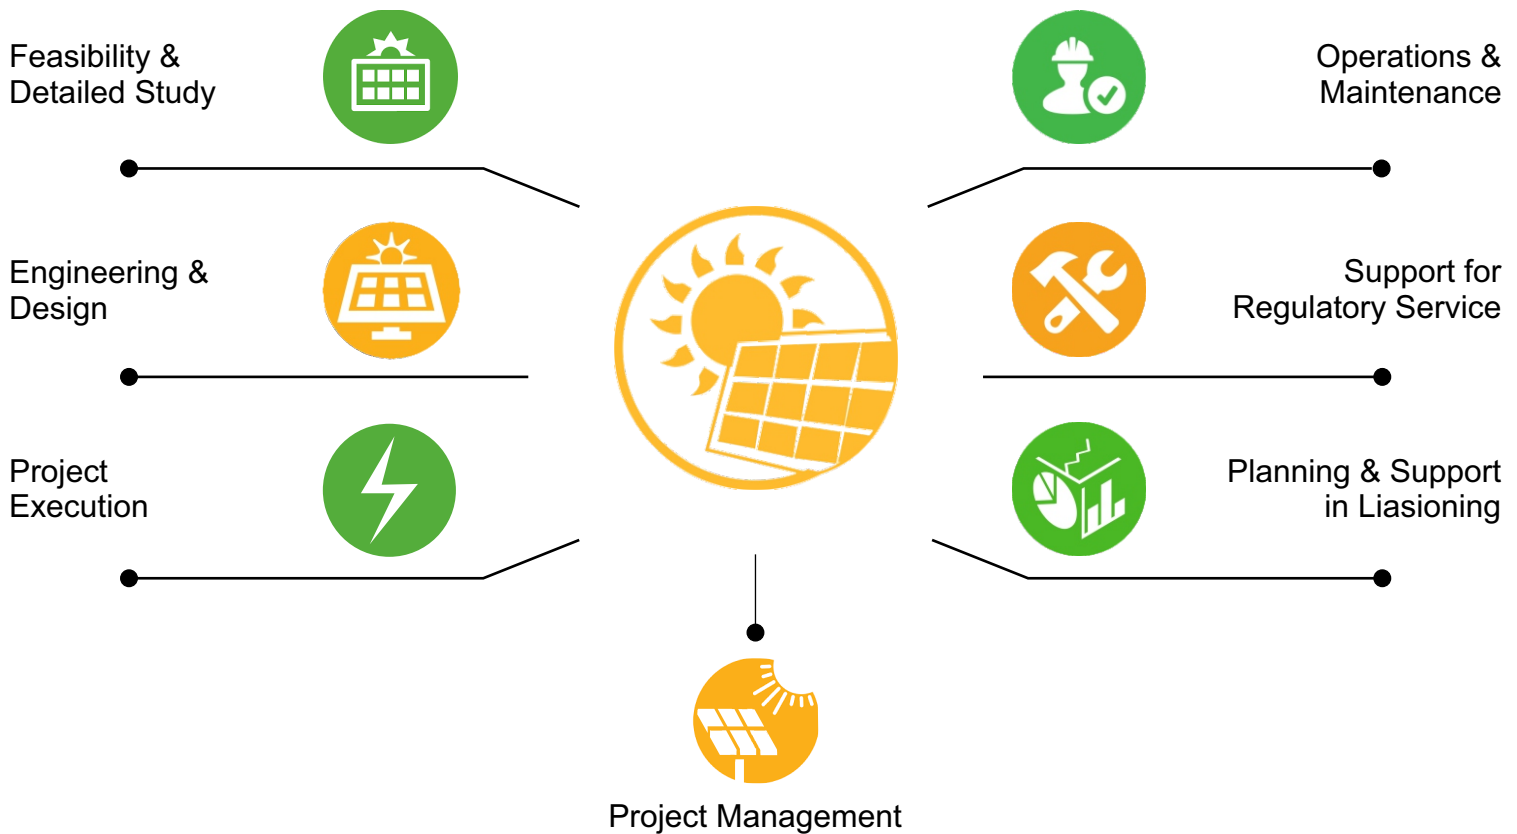 Feasibility &
Detailed Study
Operations &
Maintenance
Engineering &
Design
Support for
Regulatory Service
Project
Execution
Planning & Support
in Liasioning
Project Management